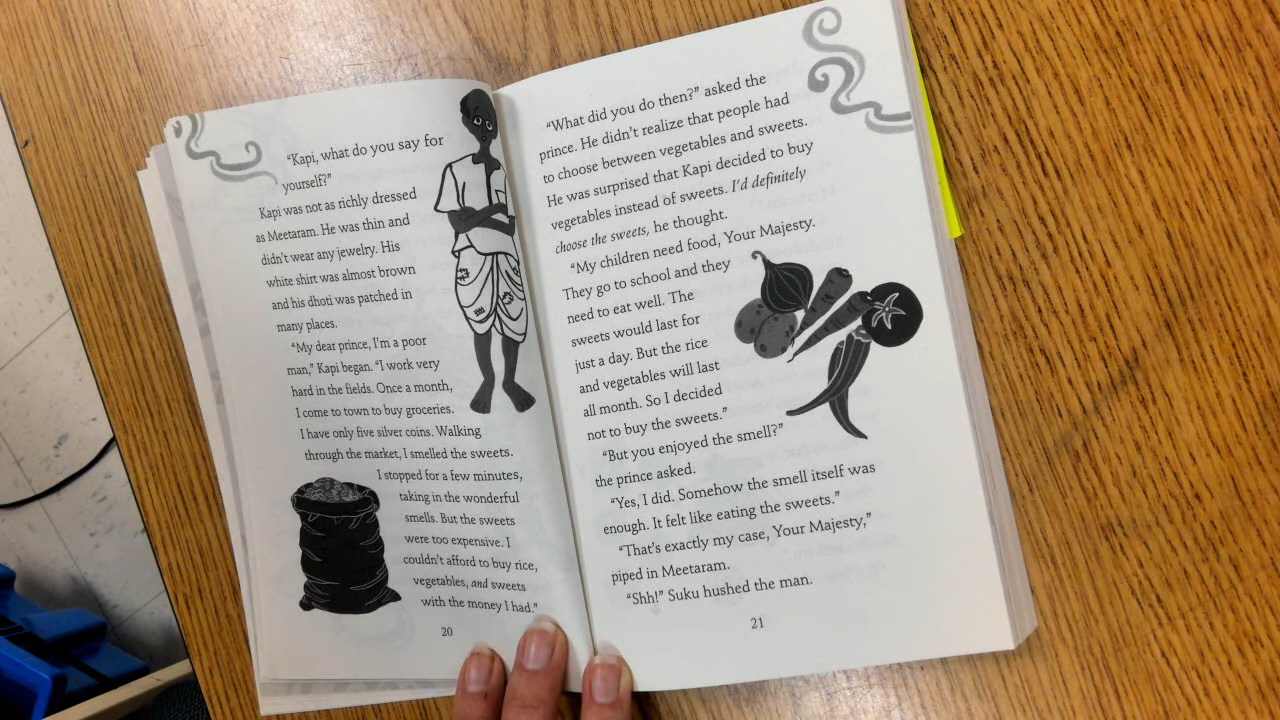 “Kapi, what do you say for
yourself?”
Kapi was not as richly dressed
as Meetaram. He was thin and
didn’t wear any jewelry. His
white shirt was almost brown
and his dhoti was patched in
many places.
“My dear prince, I’m a poor
man,” Kapi began. “I work very
hard in the fields. Once a month,
I come to town to buy groceries.
I have only five silver coins. Walking
through the market, I smelled the sweets.
I stopped for a few minutes,
taking in the wonderful
smells. But the sweets
were too expensive. I
couldn’t afford to buy rice,
vegetables, and sweets
with the money I had.”
20
“What did you do then?” asked the
prince. He didn’t realize that people had
to choose between vegetables and sweets.
He was surprised that Kapi decided to buy
vegetables instead of sweets. I’d definitely
choose the sweets, he thought.
“My children need food, Your Majesty.
They go to school and they
need to eat well. The
sweets would last for
just a day. But the rice
and vegetables will last
all month. So I decided
not to buy the sweets.”
“But you enjoyed the smell?”
the prince asked.
“Yes, I did. Somehow the smell itself was
enough. It felt like eating the sweets.”
“That’s exactly my case, Your Majesty,”
piped in Meetaram.
“Shh!” Suku hushed the man.
21